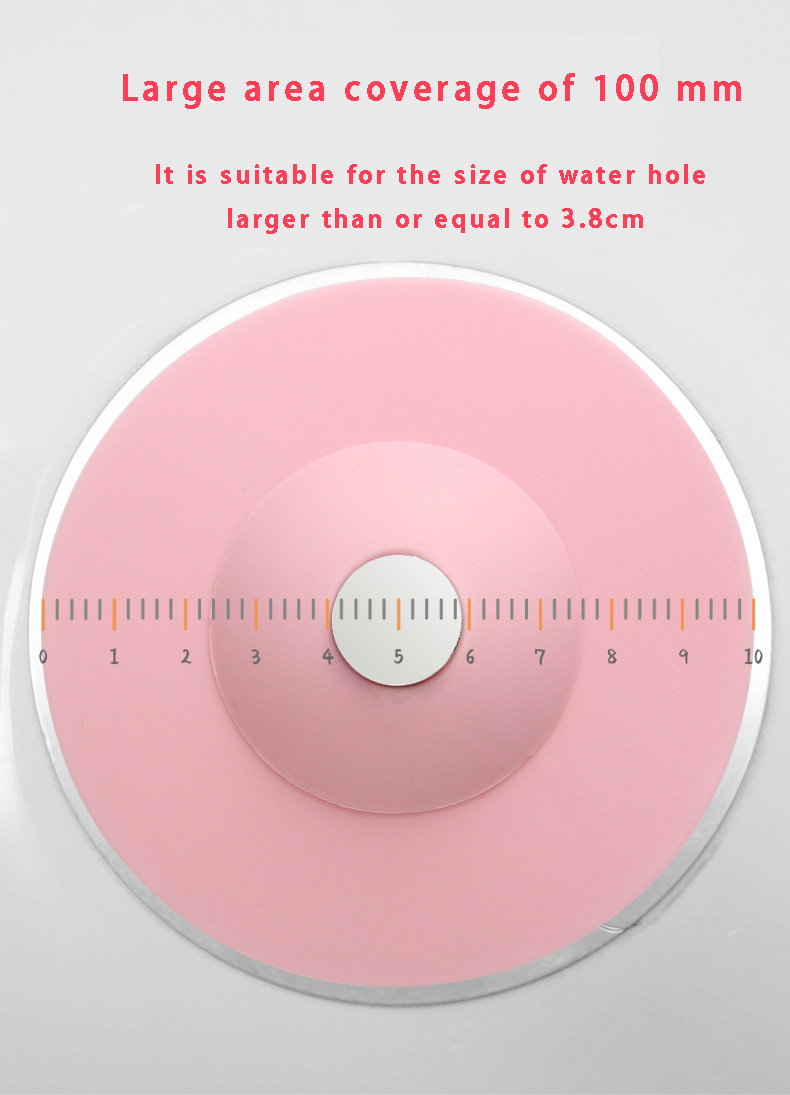 Large area coverage of 100 mm
It is suitable for the size of water hole
larger than or equal to 3.8cm
0 1 2 3 4 5 6 7 8 9 10